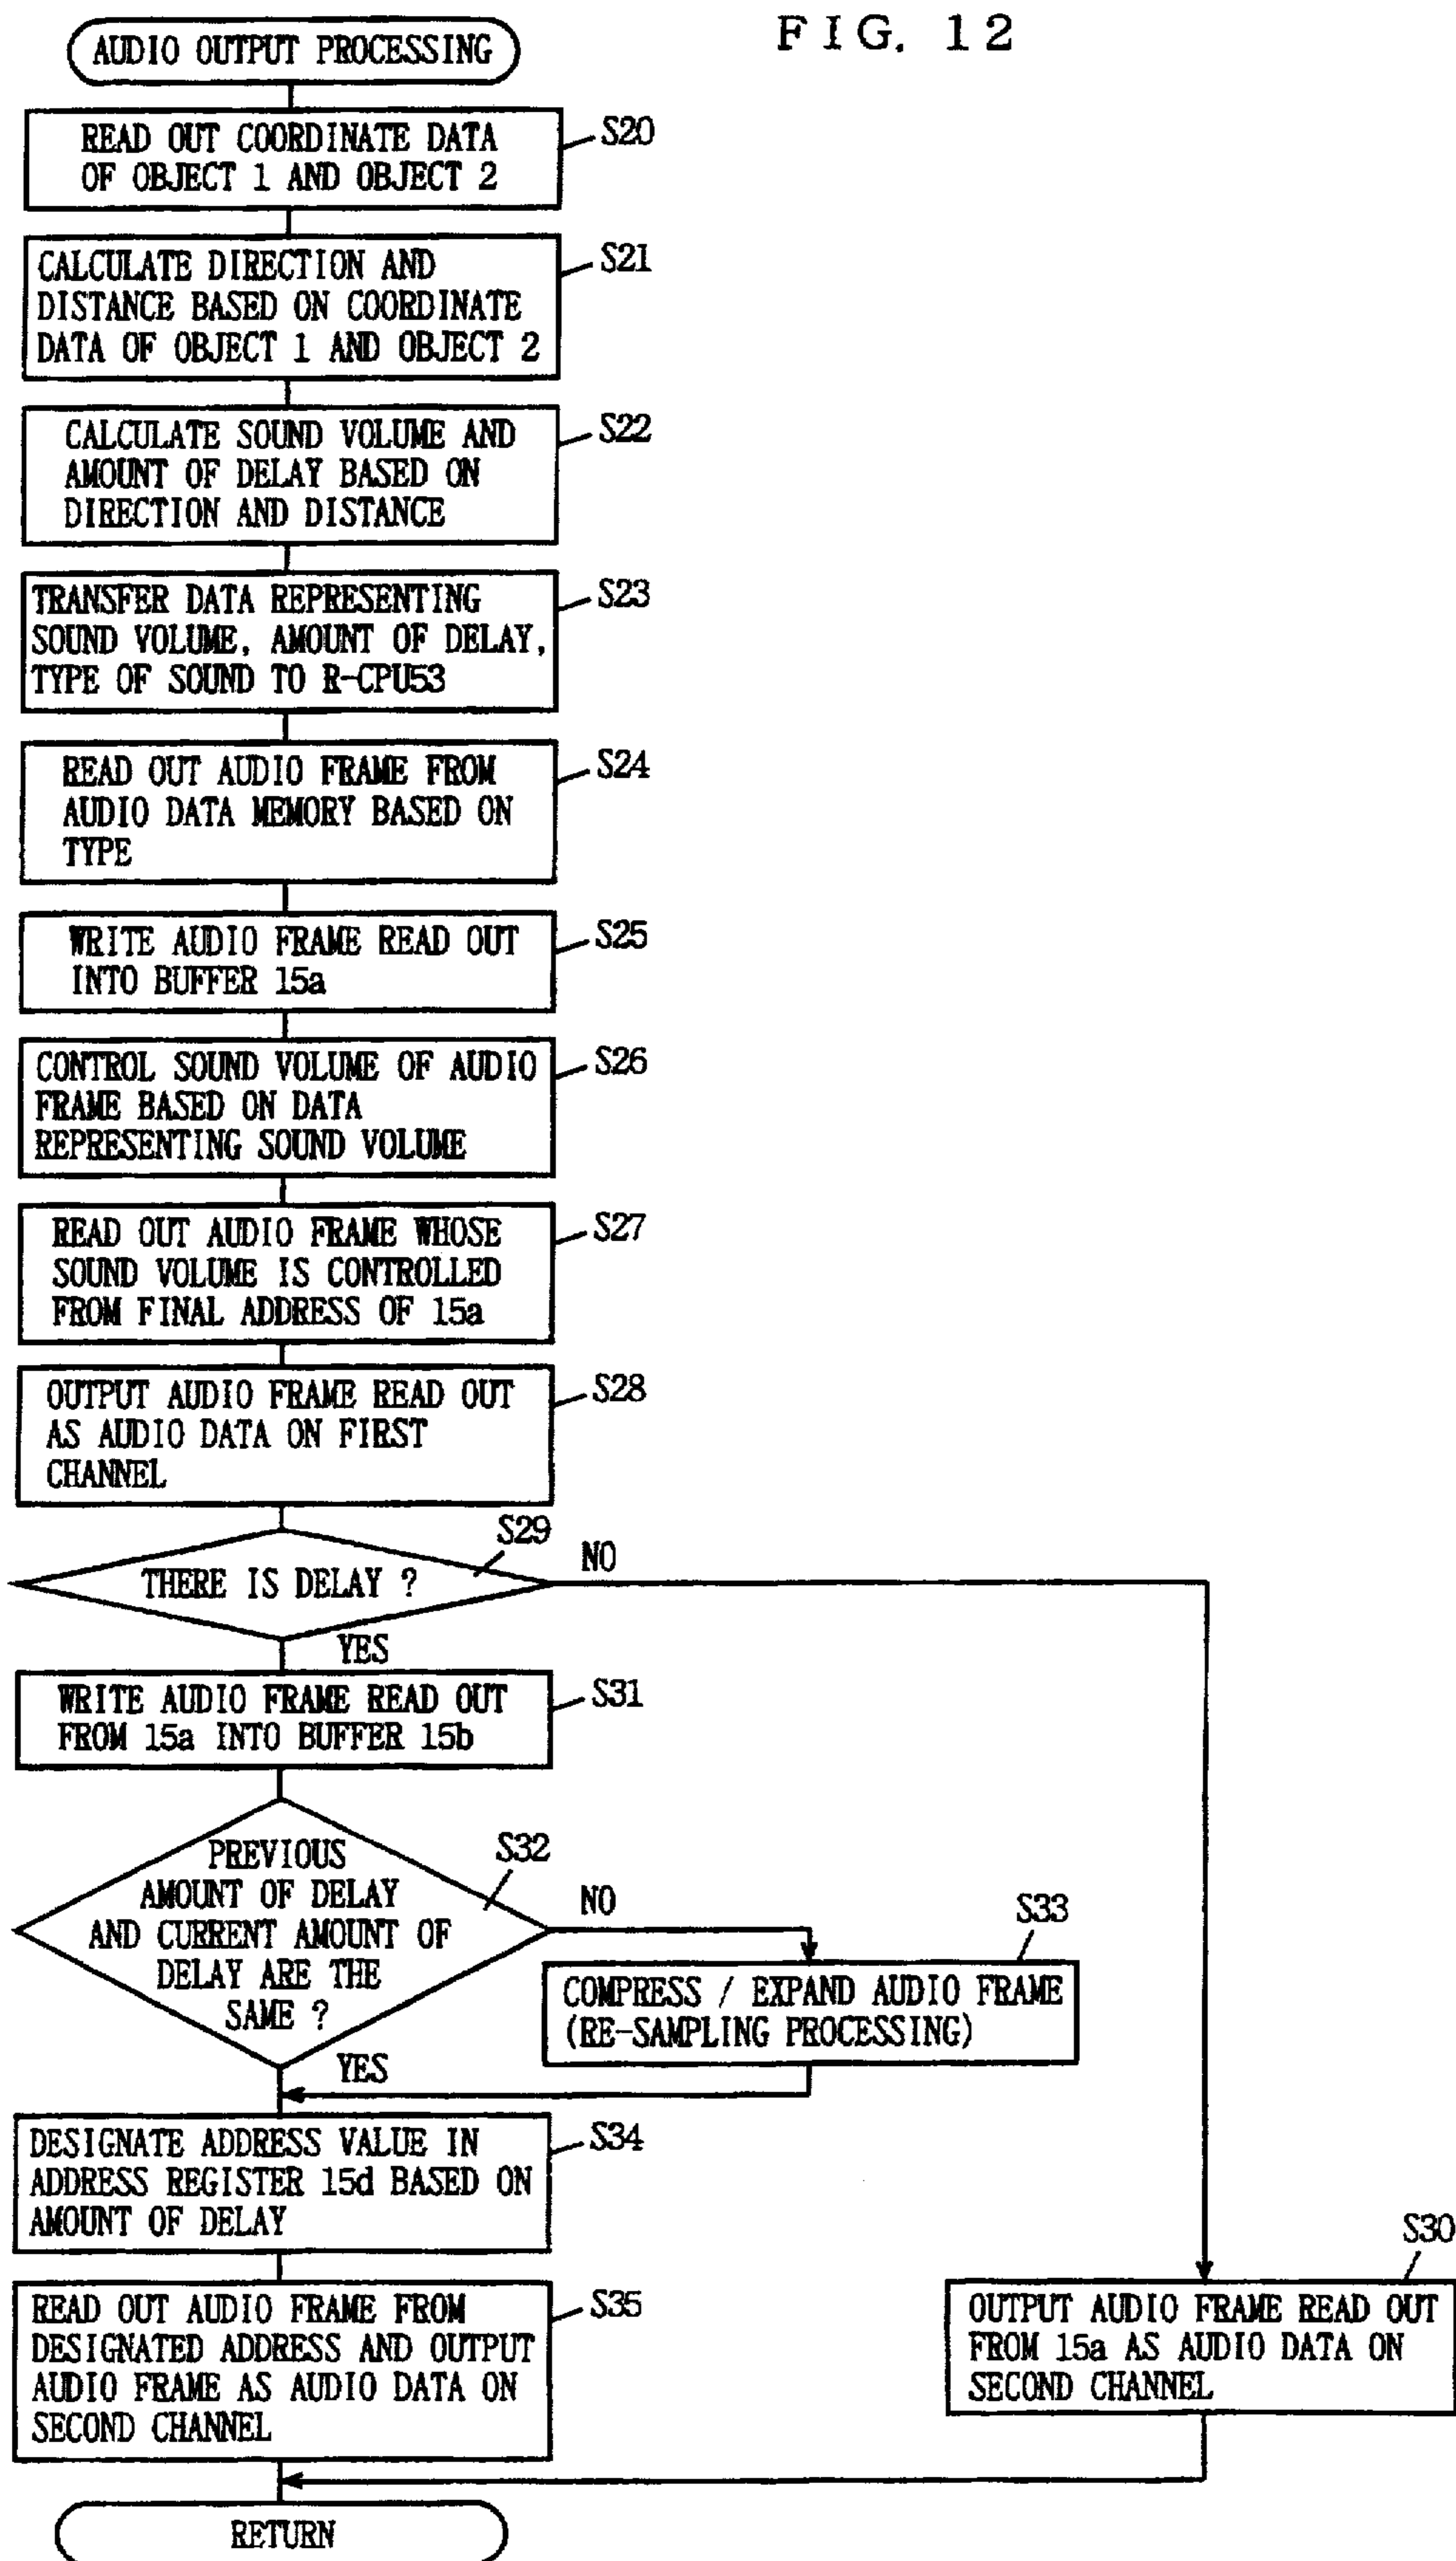 FIG. 12
AUDIO OUTPUT PROCESSING
READ OUT COORDINATE DATA
OF OBJECT 1 AND OBJECT 2
S20
CALCULATE DIRECTION AND
DISTANCE BASED ON COORDINATE
DATA OF OBJECT 1 AND OBJECT 2
S21
CALCULATE SOUND VOLUME AND
AMOUNT OF DELAY BASED ON
DIRECTION AND DISTANCE
S22
TRANSFER DATA REPRESENTING
SOUND VOLUME, AMOUNT OF DELAY,
TYPE OF SOUND TO R-CPU53
S23
READ OUT AUDIO FRAME FROM
AUDIO DATA MEMORY BASED ON
TYPE
S24
WRITE AUDIO FRAME READ OUT
INTO BUFFER 15a
S25
CONTROL SOUND VOLUME OF AUDIO
FRAME BASED ON DATA
REPRESENTING SOUND VOLUME
S26
READ OUT AUDIO FRAME WHOSE
SOUND VOLUME IS CONTROLLED
FROM FINAL ADDRESS OF 15a
S27
OUTPUT AUDIO FRAME READ OUT
AS AUDIO DATA ON FIRST
CHANNEL
S28
S29
THERE IS DELAY ?
NO
YES
WRITE AUDIO FRAME READ OUT
FROM 15a INTO BUFFER 15b
S31
PREVIOUS
AMOUNT OF DELAY
AND CURRENT AMOUNT OF
DELAY ARE THE
SAME ?
S32
NO
S33
COMPRESS / EXPAND AUDIO FRAME
(RE-SAMPLING PROCESSING)
YES
DESIGNATE ADDRESS VALUE IN
ADDRESS REGISTER 15d BASED ON
AMOUNT OF DELAY
S34
READ OUT AUDIO FRAME FROM
DESIGNATED ADDRESS AND OUTPUT
AUDIO FRAME AS AUDIO DATA ON
SECOND CHANNEL
S35
S30
OUTPUT AUDIO FRAME READ OUT
FROM 15a AS AUDIO DATA ON
SECOND CHANNEL
RETURN